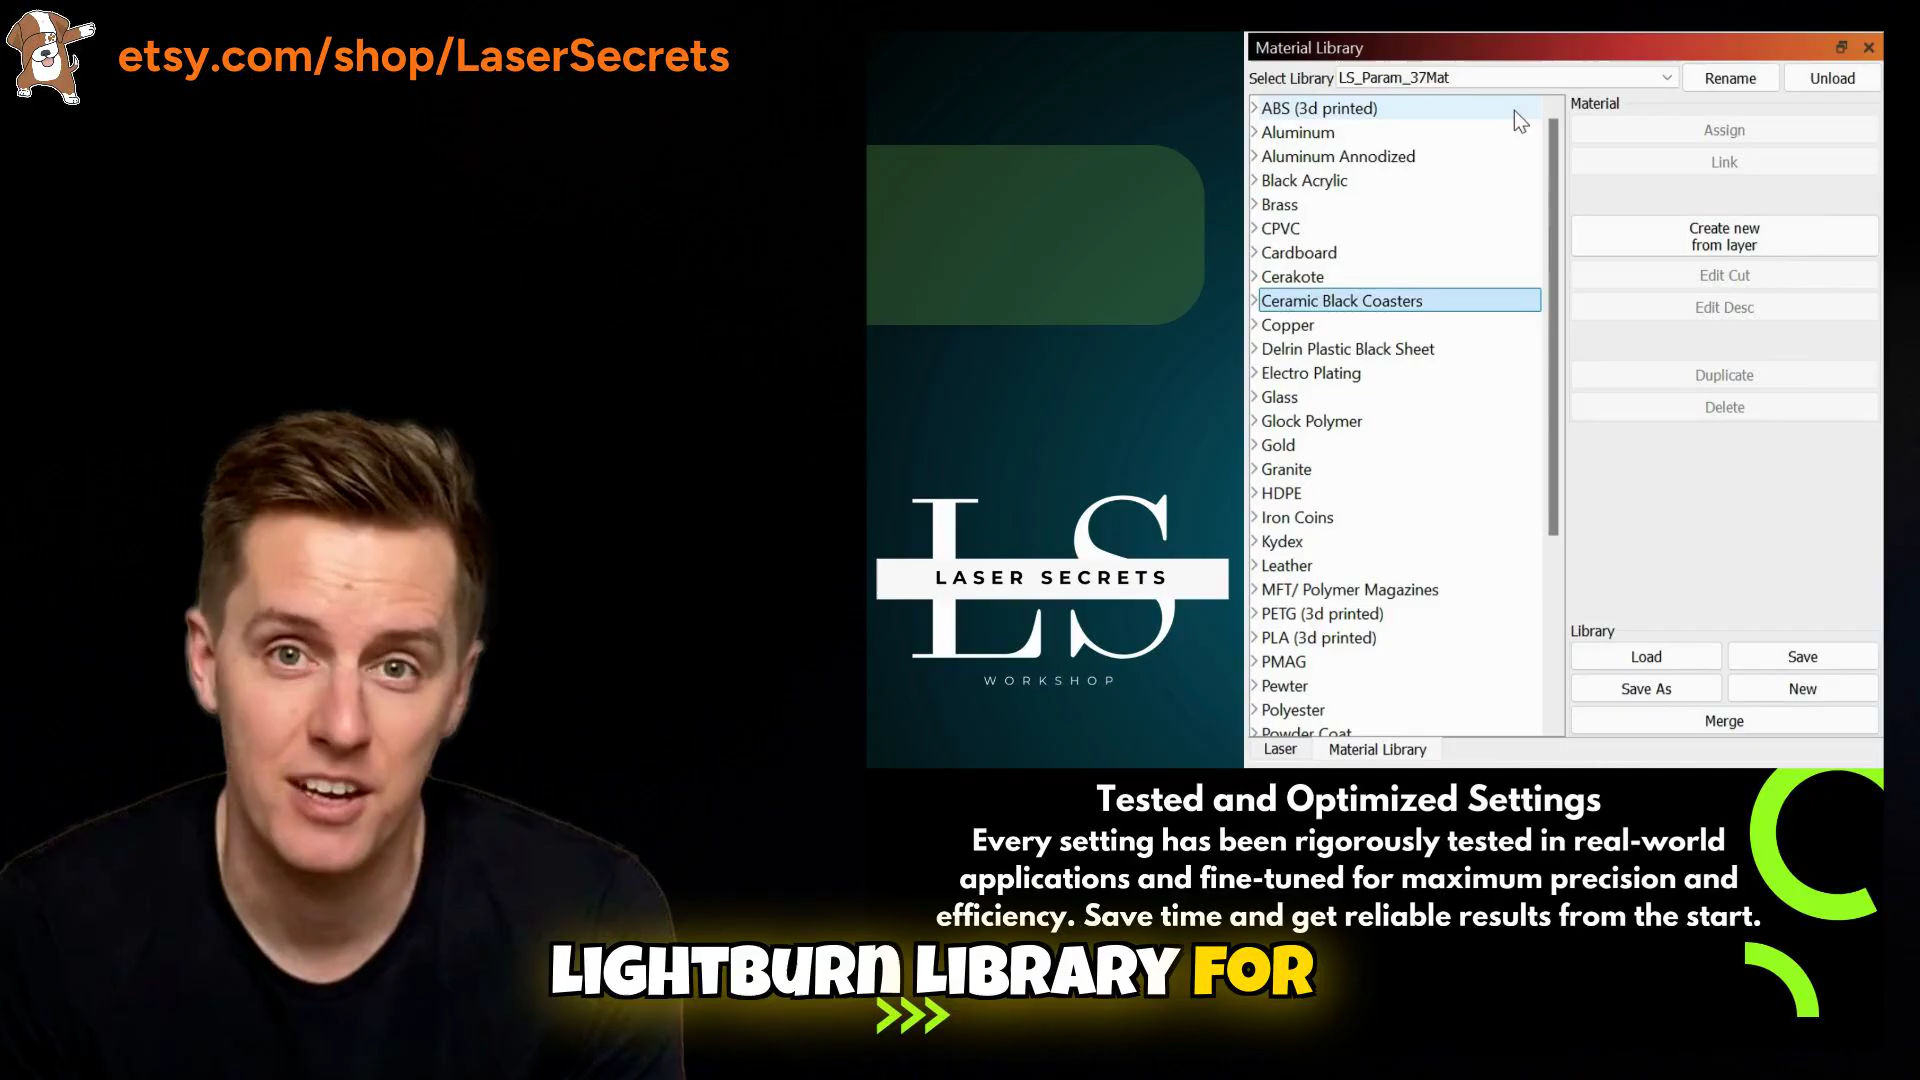 etsy.com/shop/LaserSecrets
Material Library
Select Library LS_Param_37Mat
Rename
Unload
ABS (3d printed)
Aluminum
Aluminum Annodized
Black Acrylic
Brass
CPVC
Cardboard
Cerakote
Ceramic Black Coasters
Copper
Delrin Plastic Black Sheet
Electro Plating
Glass
Glock Polymer
Gold
Granite
HDPE
Iron Coins
Kydex
Leather
MFT/ Polymer Magazines
PETG (3d printed)
PLA (3d printed)
PMAG
Pewter
Polyester
Powder Coat
Material
Assign
Link
Create new
from layer
Edit Cut
Edit Desc
Duplicate
Delete
Library
Load
Save
Save As
New
Merge
Laser
Material Library
LS
LASER SECRETS
WORKSHOP
Tested and Optimized Settings
Every setting has been rigorously tested in real-world
applications and fine-tuned for maximum precision and
efficiency. Save time and get reliable results from the start.
LIGHTBURN LIBRARY FOR